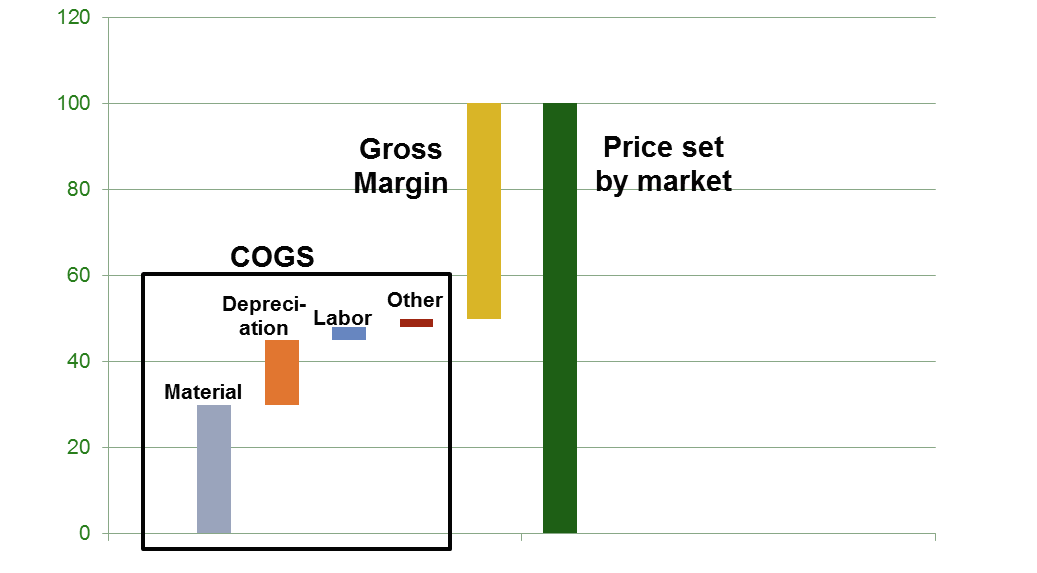 120
100
80
60
40
20
0
Gross
Margin
Price set
by market
COGS
Depreci-
ation
Labor
Other
Material